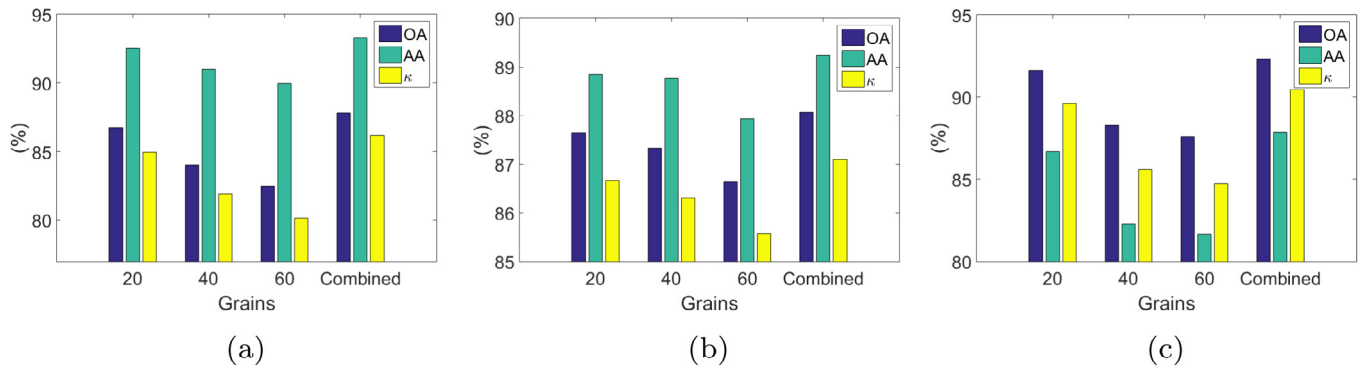 95
90
85
80
(%)
OA
AA
κ
20 40 60 Combined
Grains
(a)
90
89
88
87
86
85
(%)
OA
AA
κ
20 40 60 Combined
Grains
(b)
95
90
85
80
(%)
OA
AA
κ
20 40 60 Combined
Grains
(c)